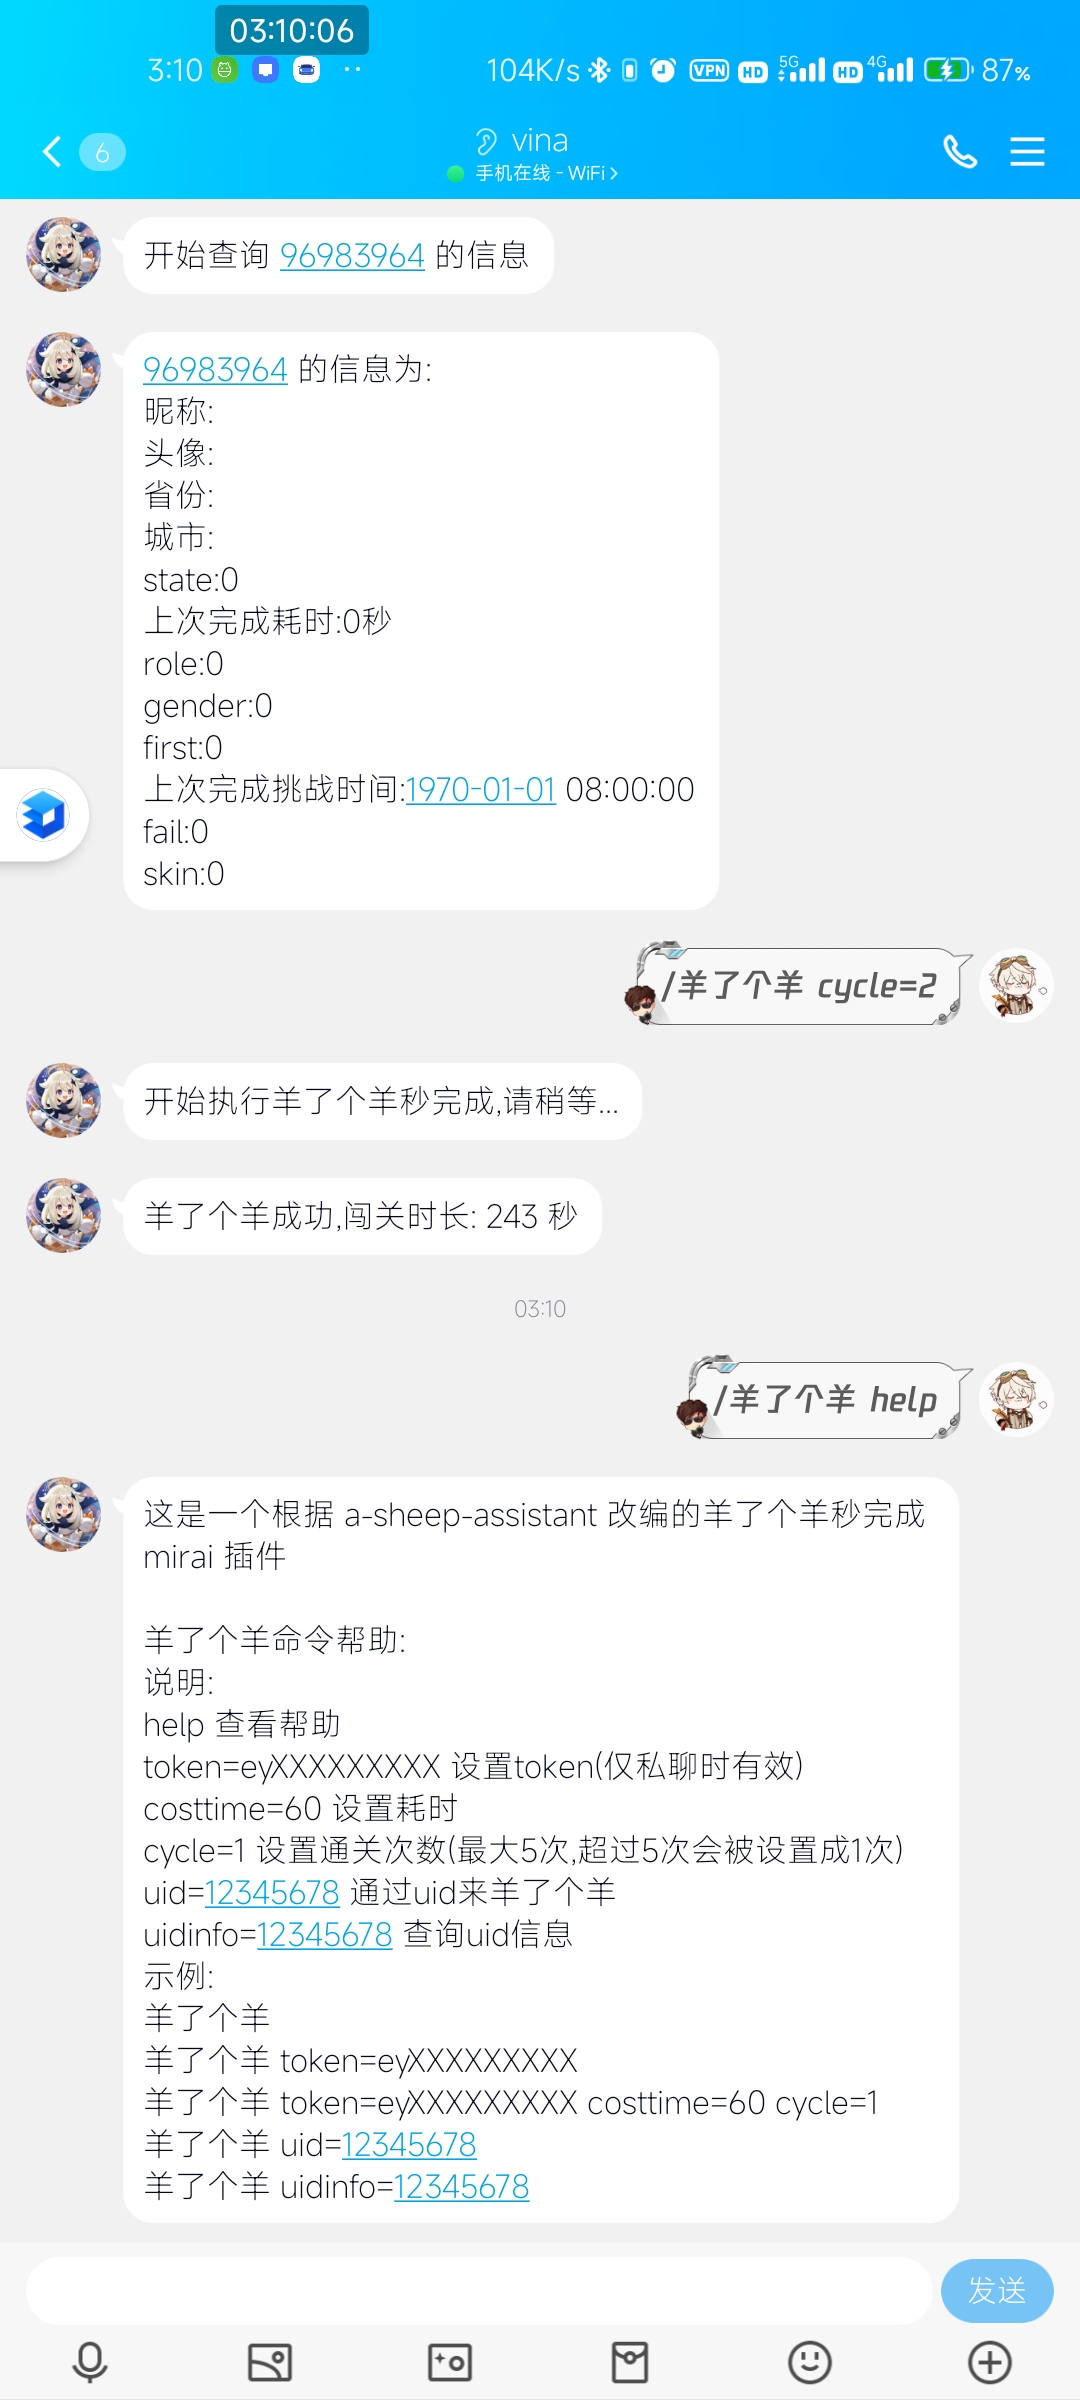 03:10:06
3:10
104K/s
VPN
HD
5G
HD
4G
87%
6
vina
手机在线 - WiFi
开始查询 96983964 的信息
96983964 的信息为:
昵称:
头像:
省份:
城市:
state:0
上次完成耗时:0秒
role:0
gender:0
first:0
上次完成挑战时间:1970-01-01 08:00:00
fail:0
skin:0
/羊了个羊 cycle=2
开始执行羊了个羊秒完成,请稍等...
羊了个羊成功,闯关时长: 243 秒
03:10
/羊了个羊 help
这是一个根据 a-sheep-assistant 改编的羊了个羊秒完成
mirai 插件
羊了个羊命令帮助:
说明:
help 查看帮助
token=eyXXXXXXXXX 设置token(仅私聊时有效)
costtime=60 设置耗时
cycle=1 设置通关次数(最大5次,超过5次会被设置成1次)
uid=12345678 通过uid来羊了个羊
uidinfo=12345678 查询uid信息
示例:
羊了个羊
羊了个羊 token=eyXXXXXXXXX
羊了个羊 token=eyXXXXXXXXX costtime=60 cycle=1
羊了个羊 uid=12345678
羊了个羊 uidinfo=12345678
发送